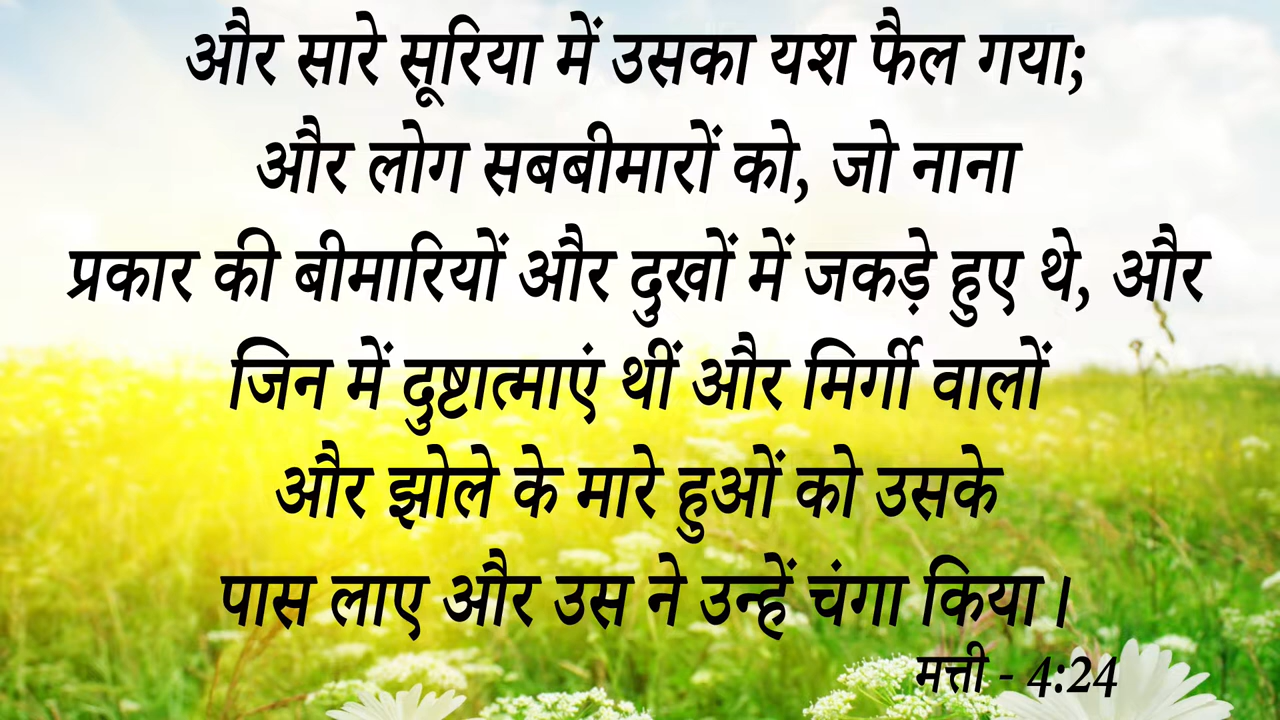 और सारे सूरिया में उसका यश फैल गया;
और लोग सबबीमारों को, जो नाना
प्रकार की बीमारियों और दुखों में जकड़े हुए थे, और
जिन में दुष्टात्माएं थीं और मिर्गी वालों
और झोले के मारे हुओं को उसके
पास लाए और उस ने उन्हें चंगा किया।
मत्ती - 4:24